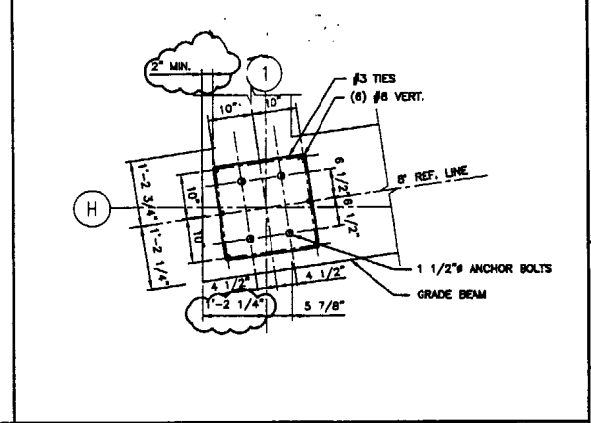 2" MIN.
1
#3 TIES
(6) #8 VERT.
10"
10"
1'-2 3/4"
1'-2 1/4"
10"
10"
6 1/2"
6 1/2"
8' REF. LINE
H
4 1/2"
4 1/2"
1 1/2"ø ANCHOR BOLTS
GRADE BEAM
1'-2 1/4"
5 7/8"